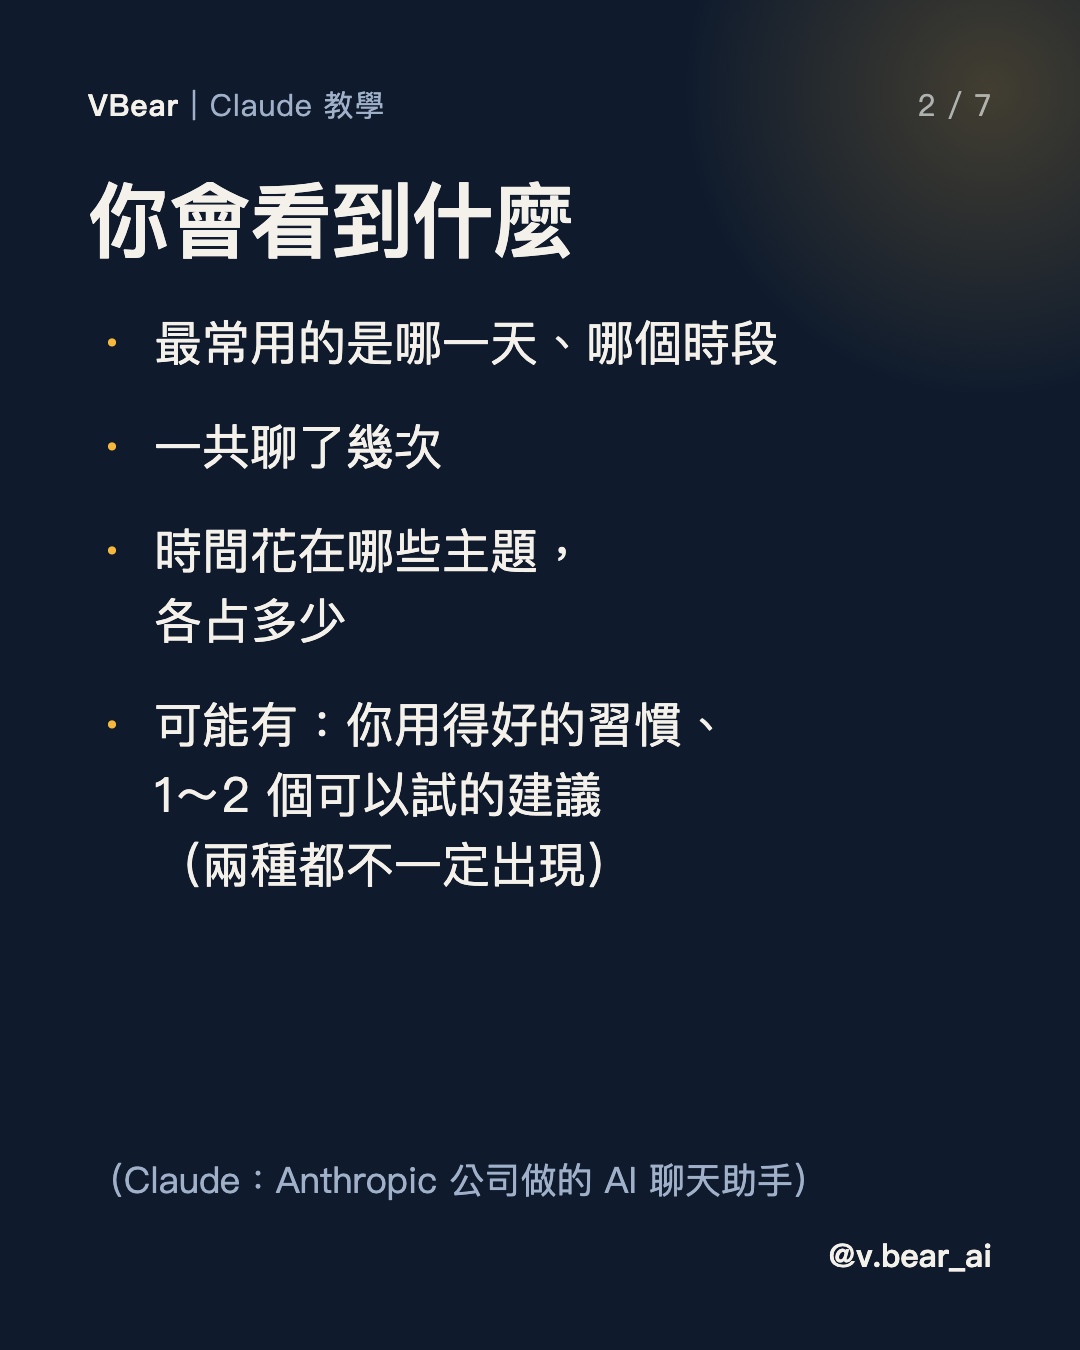 VBear｜Claude 教學
2 / 7
你會看到什麼
• 最常用的是哪一天、哪個時段
• 一共聊了幾次
• 時間花在哪些主題，
各占多少
• 可能有：你用得好的習慣、
1～2 個可以試的建議
（兩種都不一定出現）
（Claude：Anthropic 公司做的 AI 聊天助手）
@v.bear_ai